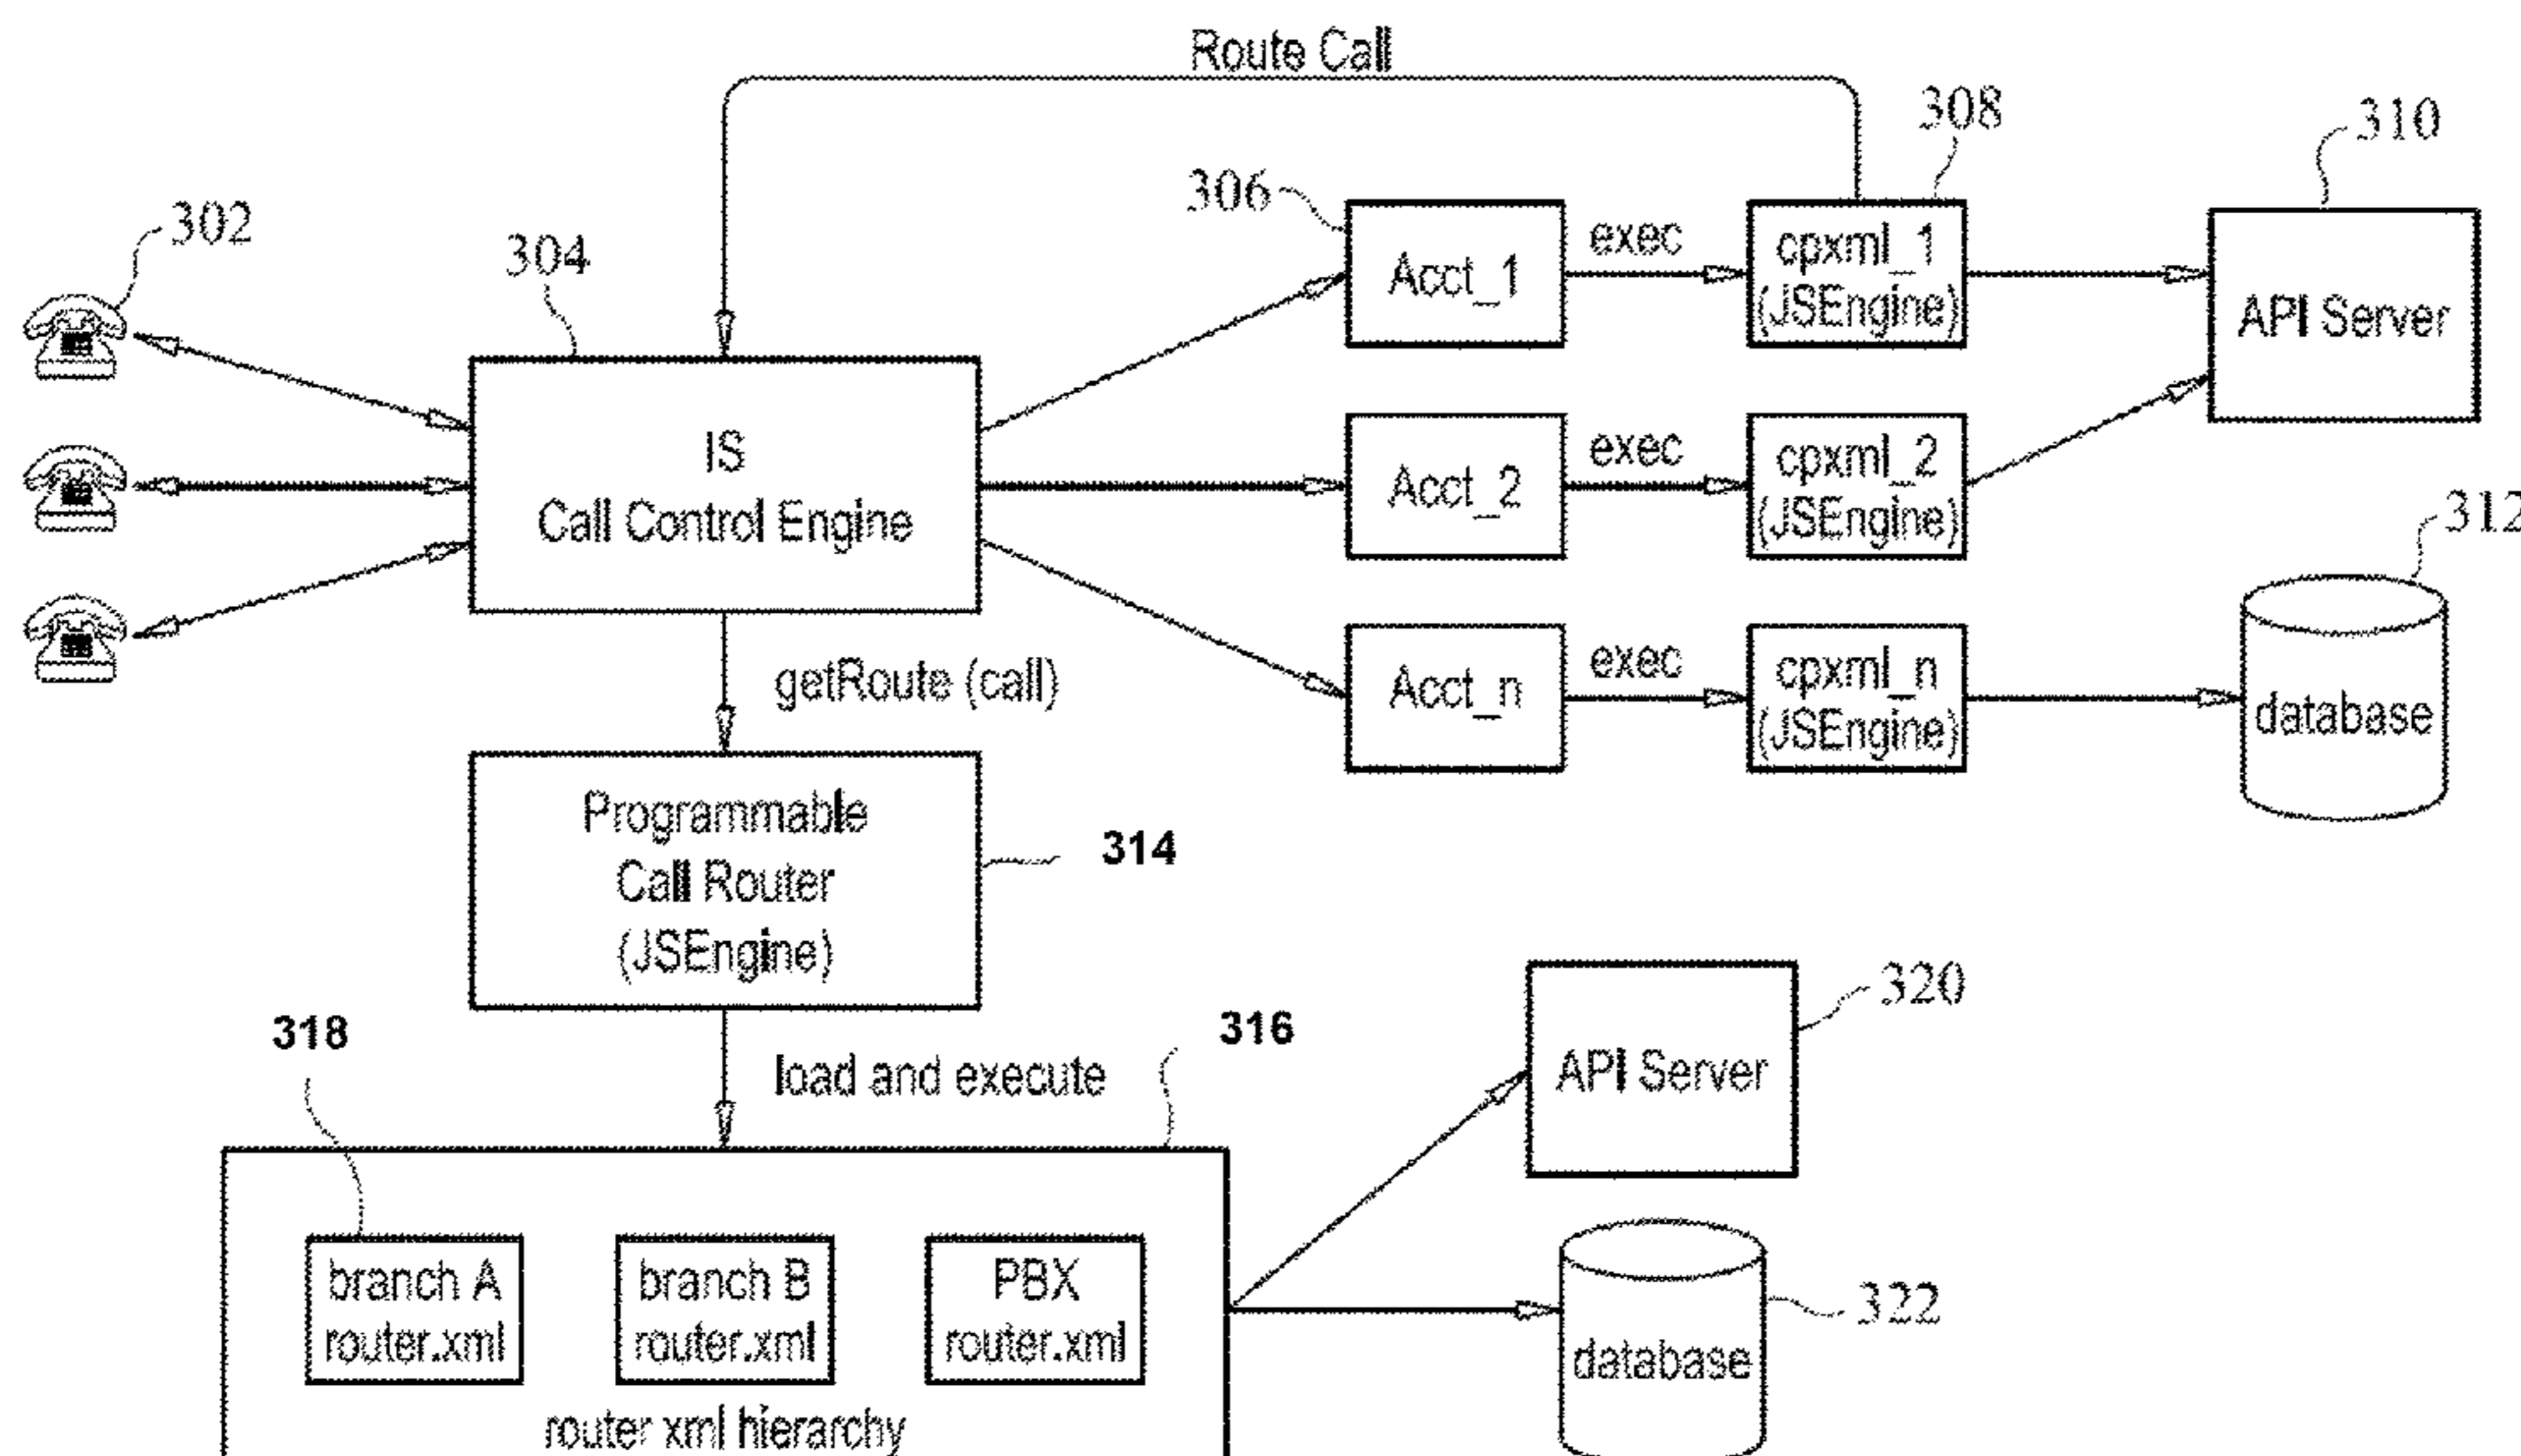 Route Call
308
310
306
302
304
Acct_1
exec
cpxml_1
(JSEngine)
API Server
IS
Call Control Engine
Acct_2
exec
cpxml_2
(JSEngine)
312
getRoute (call)
Acct_n
exec
cpxml_n
(JSEngine)
database
Programmable
Call Router
(JSEngine)
314
318
load and execute
316
320
API Server
branch A
router.xml
branch B
router.xml
PBX
router.xml
322
database
router xml hierarchy